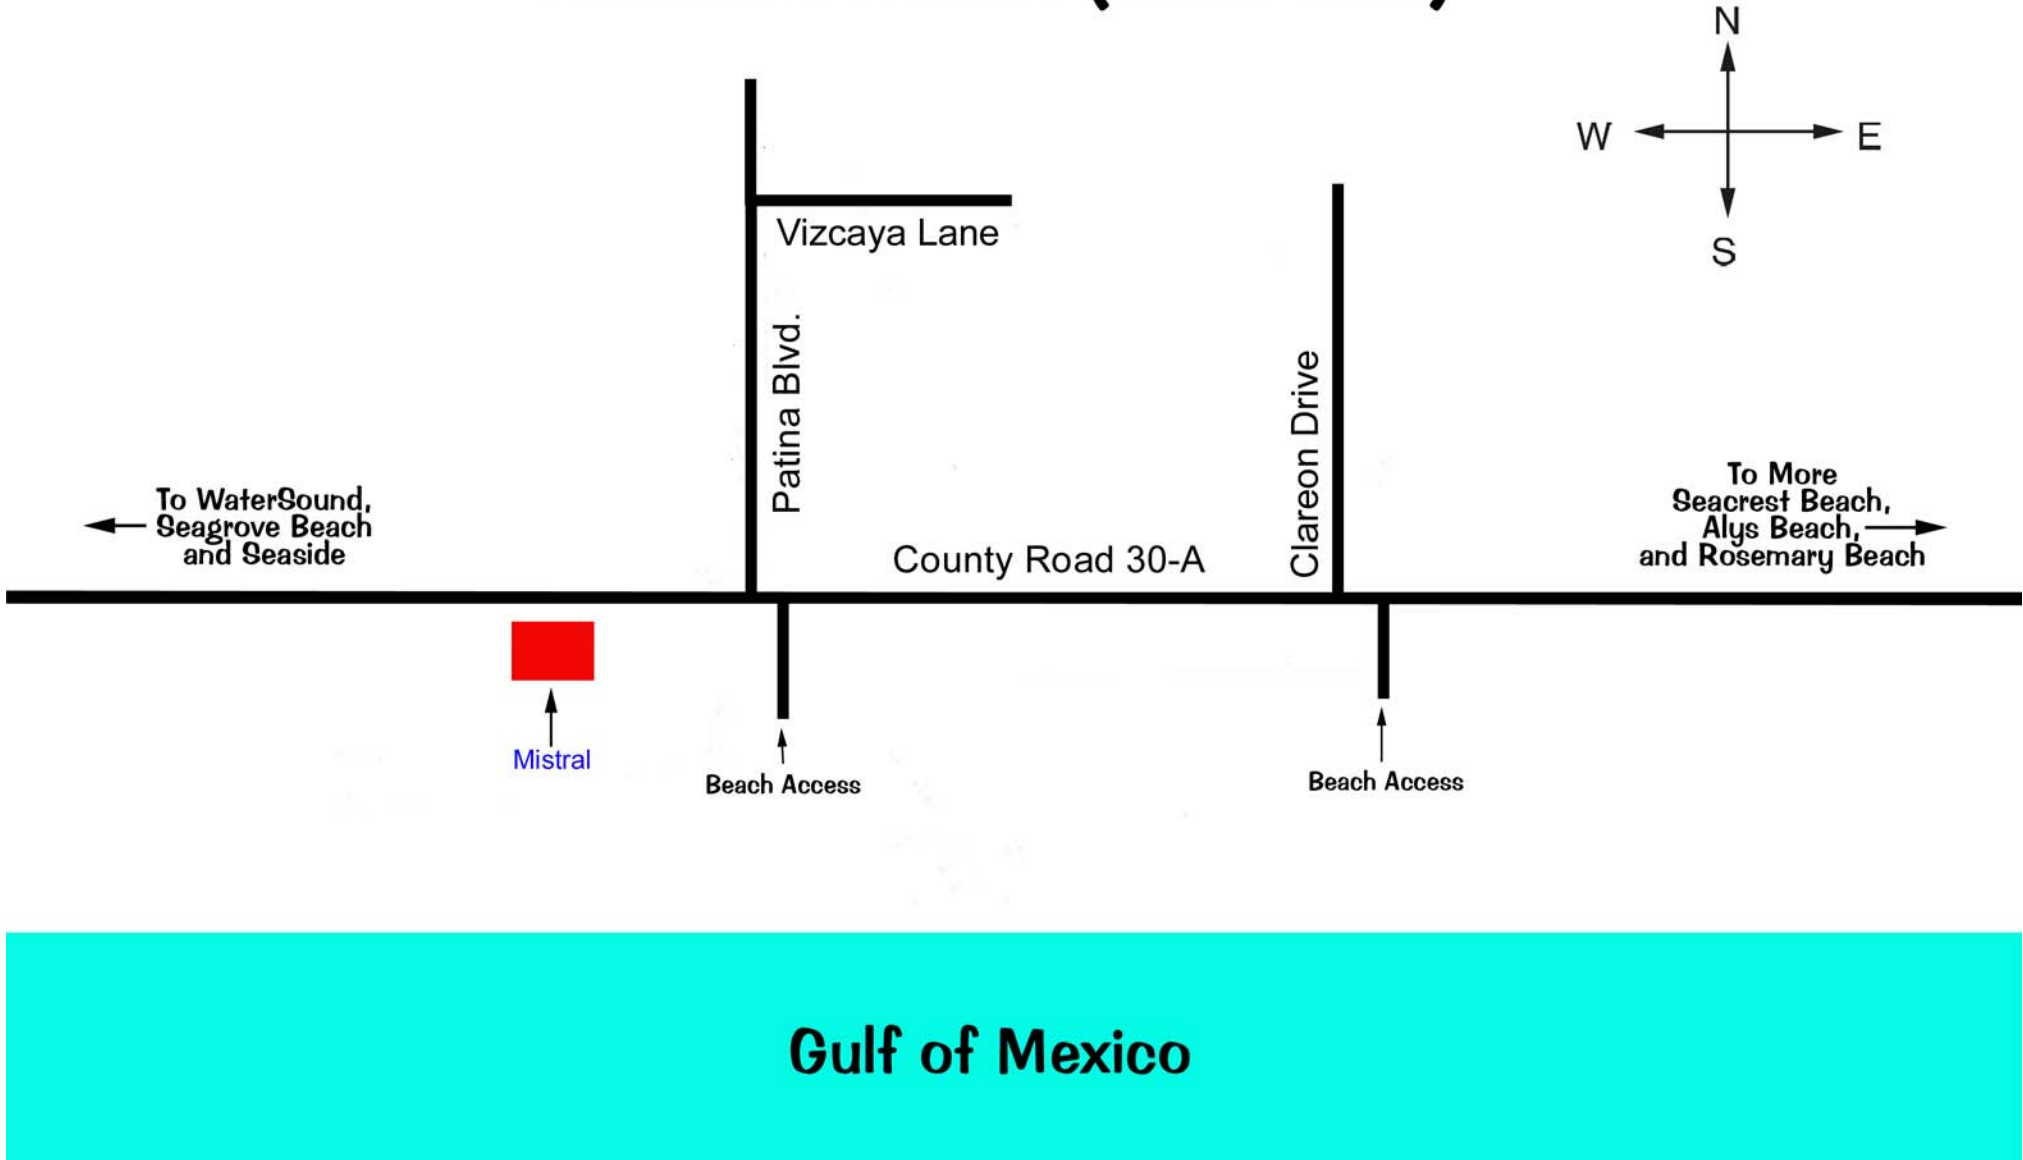 N
W
E
S
Vizcaya Lane
Patina Blvd.
Clareon Drive
To WaterSound,
Seagrove Beach
and Seaside
To More
Seacrest Beach,
Alys Beach,
and Rosemary Beach
County Road 30-A
Mistral
Beach Access
Beach Access
Gulf of Mexico